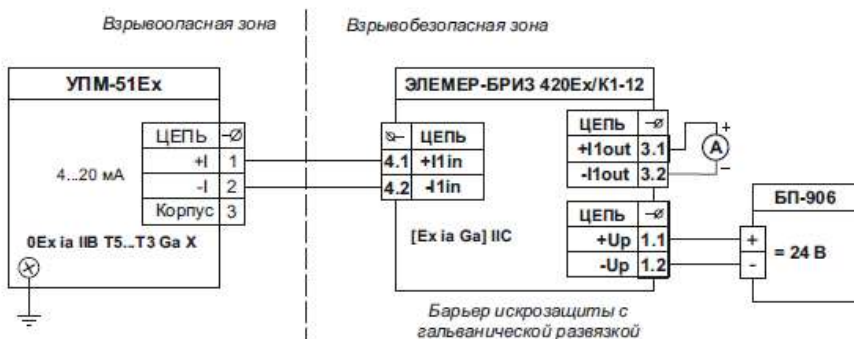 Взрывоопасная зона
Взрывобезопасная зона
УПМ-51Ex
4...20 мА
ЦЕПЬ
+I 1
-I 2
Корпус 3
0Ex ia IIB T5...T3 Ga X
ЭЛЕМЕР-БРИЗ 420Ex/К1-12
ЦЕПЬ
4.1 +I1in
4.2 -I1in
[Ex ia Ga] IIC
ЦЕПЬ
+I1out 3.1
-I1out 3.2
+
A
–
ЦЕПЬ
+Up 1.1
-Up 1.2
БП-906
+
-
= 24 В
Барьер искрозащиты с
гальванической развязкой